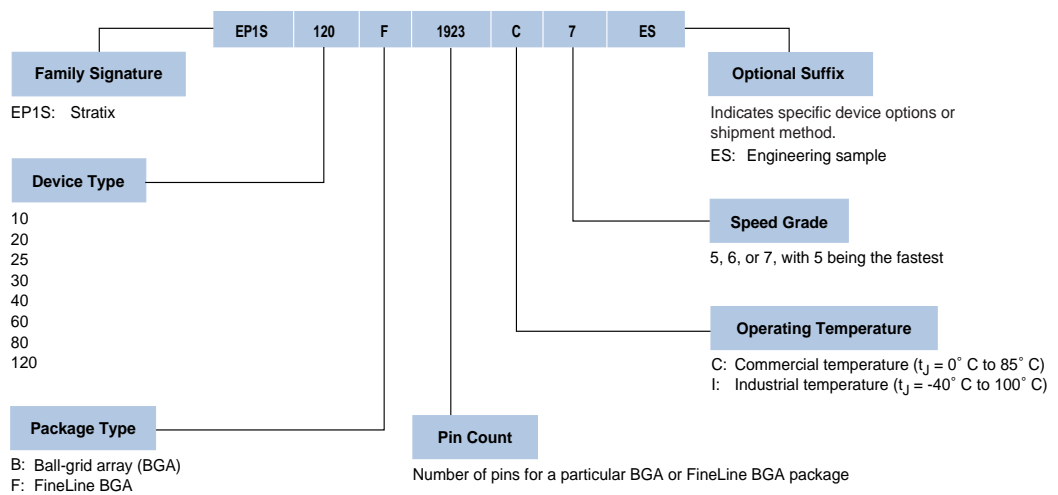 EP1S 120 F 1923 C 7 ES
Family Signature
EP1S: Stratix
Optional Suffix
Indicates specific device options or
shipment method.
ES: Engineering sample
Device Type
10
20
25
30
40
60
80
120
Speed Grade
5, 6, or 7, with 5 being the fastest
Operating Temperature
C: Commercial temperature (tJ = 0˚ C to 85˚ C)
I: Industrial temperature (tJ = -40˚ C to 100˚ C)
Package Type
B: Ball-grid array (BGA)
F: FineLine BGA
Pin Count
Number of pins for a particular BGA or FineLine BGA package